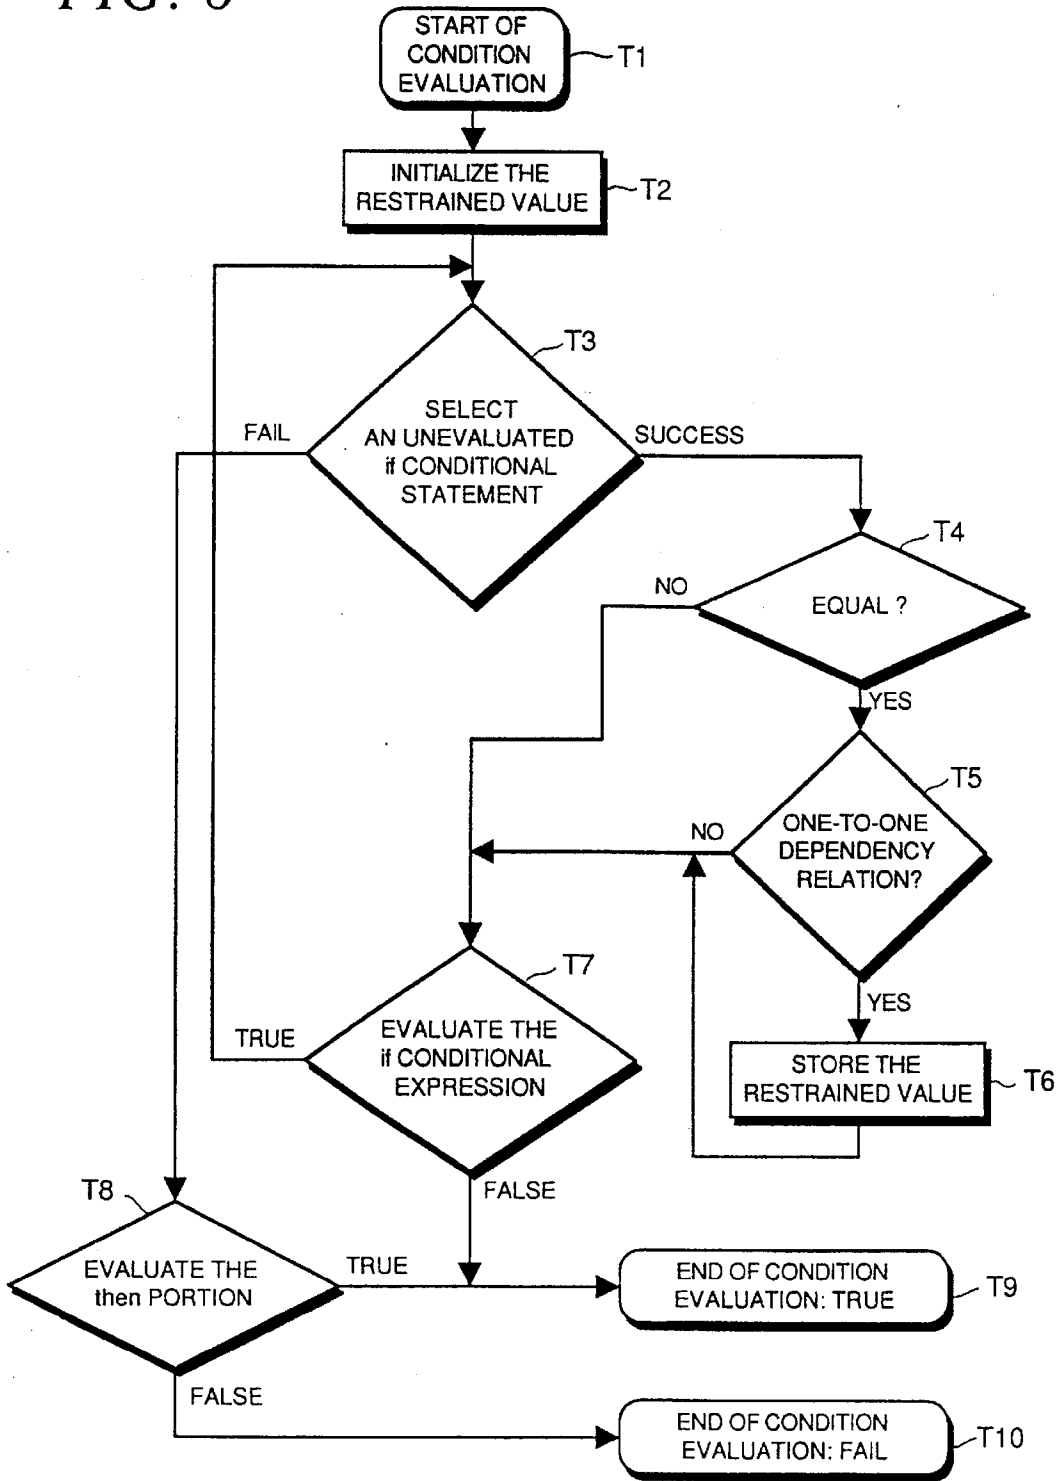 START OF
CONDITION
EVALUATION
T1
INITIALIZE THE
RESTRAINED VALUE
T2
T3
SELECT
AN UNEVALUATED
if CONDITIONAL
STATEMENT
FAIL
SUCCESS
T4
EQUAL ?
NO
YES
T5
ONE-TO-ONE
DEPENDENCY
RELATION?
NO
YES
STORE THE
RESTRAINED VALUE
T6
T7
EVALUATE THE
if CONDITIONAL
EXPRESSION
TRUE
FALSE
T8
EVALUATE THE
then PORTION
TRUE
FALSE
END OF CONDITION
EVALUATION: TRUE
T9
END OF CONDITION
EVALUATION: FAIL
T10